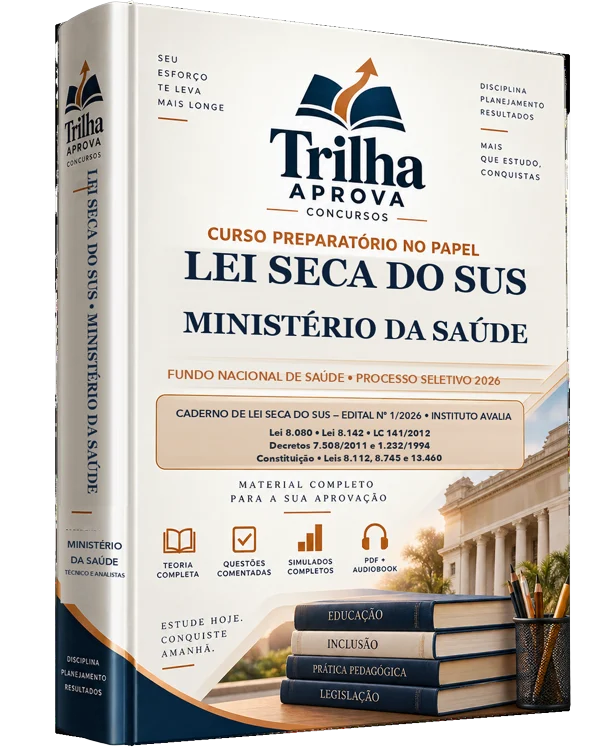 SEU
ESFORÇO
TE LEVA
MAIS LONGE
DISCIPLINA
PLANEJAMENTO
RESULTADOS
MAIS
QUE ESTUDO,
CONQUISTAS
Trilha
APROVA
CONCURSOS
CURSO PREPARATÓRIO NO PAPEL
LEI SECA DO SUS
MINISTÉRIO DA SAÚDE
FUNDO NACIONAL DE SAÚDE • PROCESSO SELETIVO 2026
CADERNO DE LEI SECA DO SUS – EDITAL Nº 1/2026 • INSTITUTO AVALIA
Lei 8.080 • Lei 8.142 • LC 141/2012
Decretos 7.508/2011 e 1.232/1994
Constituição • Leis 8.112, 8.745 e 13.460
MATERIAL COMPLETO
PARA A SUA APROVAÇÃO
TEORIA
COMPLETA
QUESTÕES
COMENTADAS
SIMULADOS
COMPLETOS
PDF +
AUDIOBOOK
ESTUDE HOJE.
CONQUISTE
AMANHÃ.
EDUCAÇÃO
INCLUSÃO
PRÁTICA PEDAGÓGICA
LEGISLAÇÃO
Trilha
APROVA
CONCURSOS
LEI SECA DO SUS • MINISTÉRIO DA SAÚDE
MINISTÉRIO
DA SAÚDE
TÉCNICO E ANALISTAS
DISCIPLINA
PLANEJAMENTO
RESULTADOS